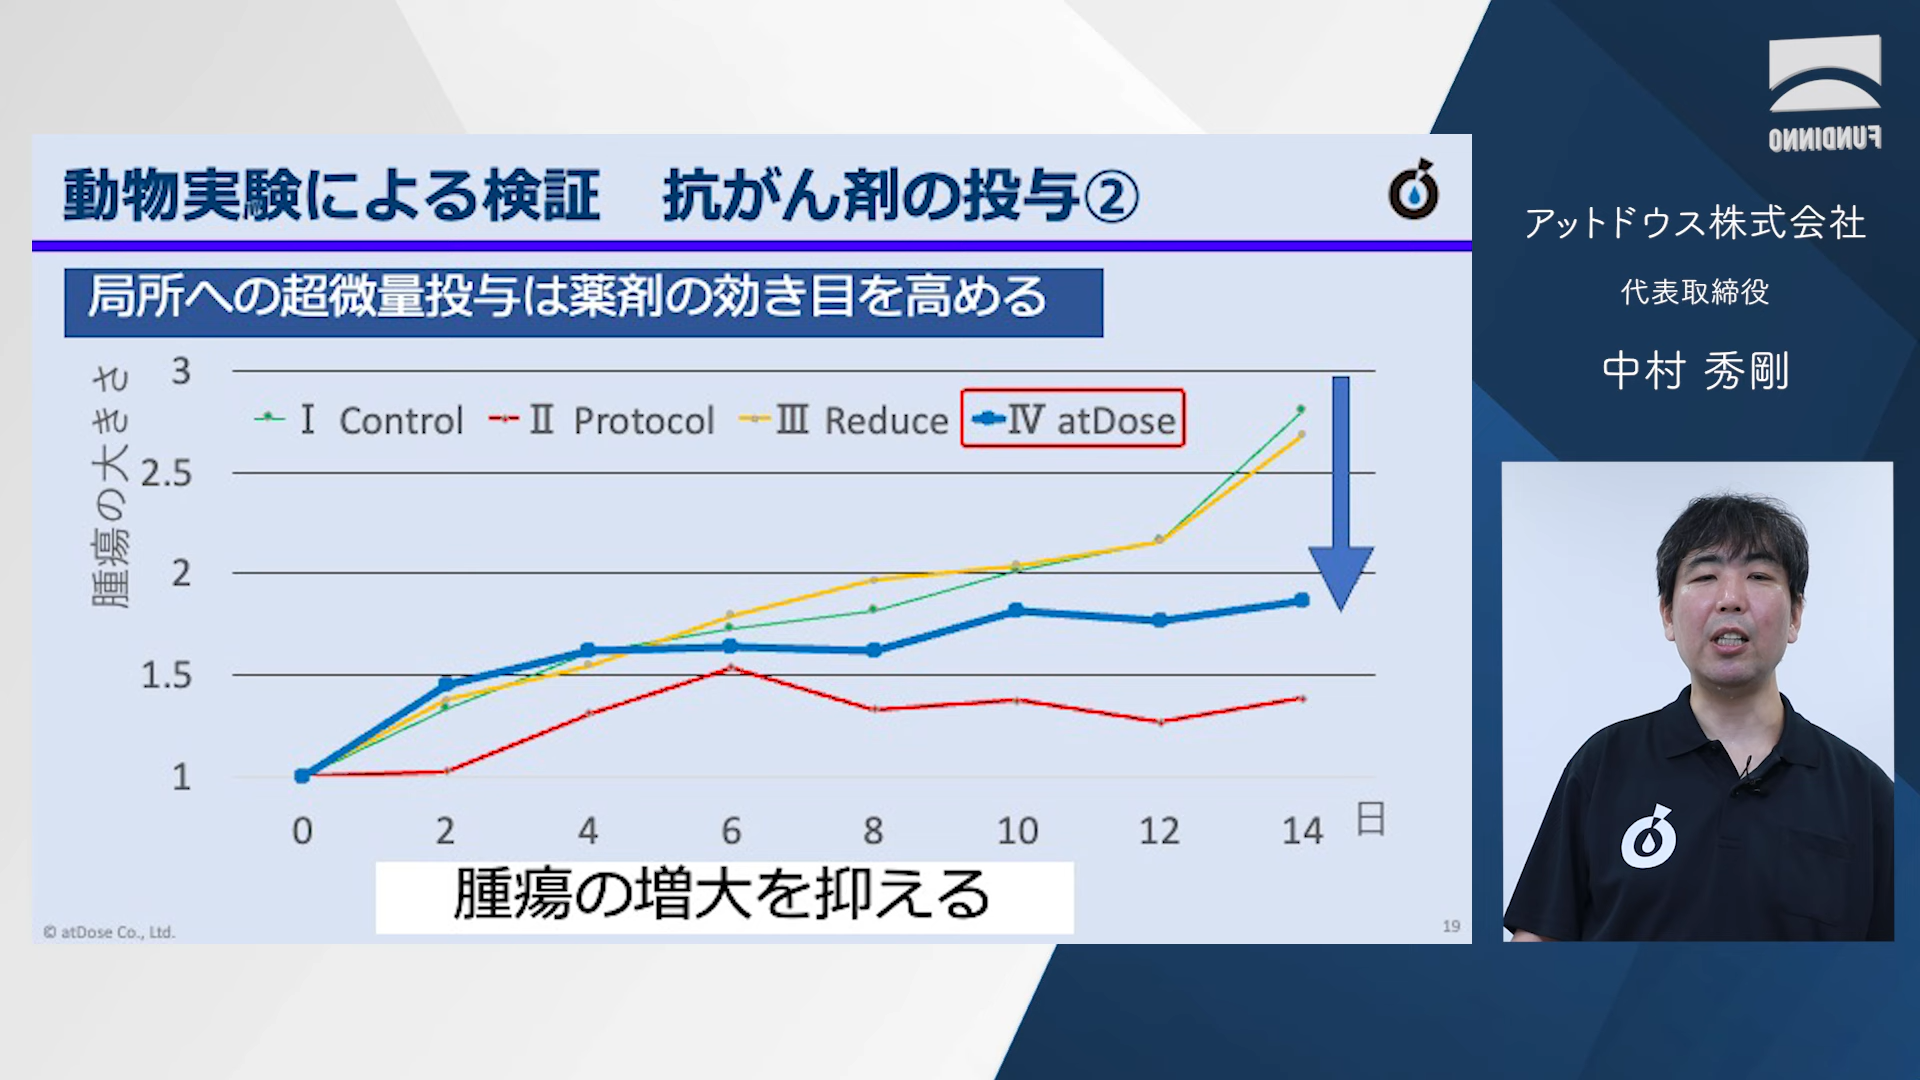 動物実験による検証 抗がん剤の投与②
局所への超微量投与は薬剤の効き目を高める
腫瘍の大きさ
3
2.5
2
1.5
1
Ⅰ Control Ⅱ Protocol Ⅲ Reduce Ⅳ atDose
0 2 4 6 8 10 12 14 日
腫瘍の増大を抑える
© atDose Co., Ltd.
19
FUNDINNO
アットドウス株式会社
代表取締役
中村 秀剛